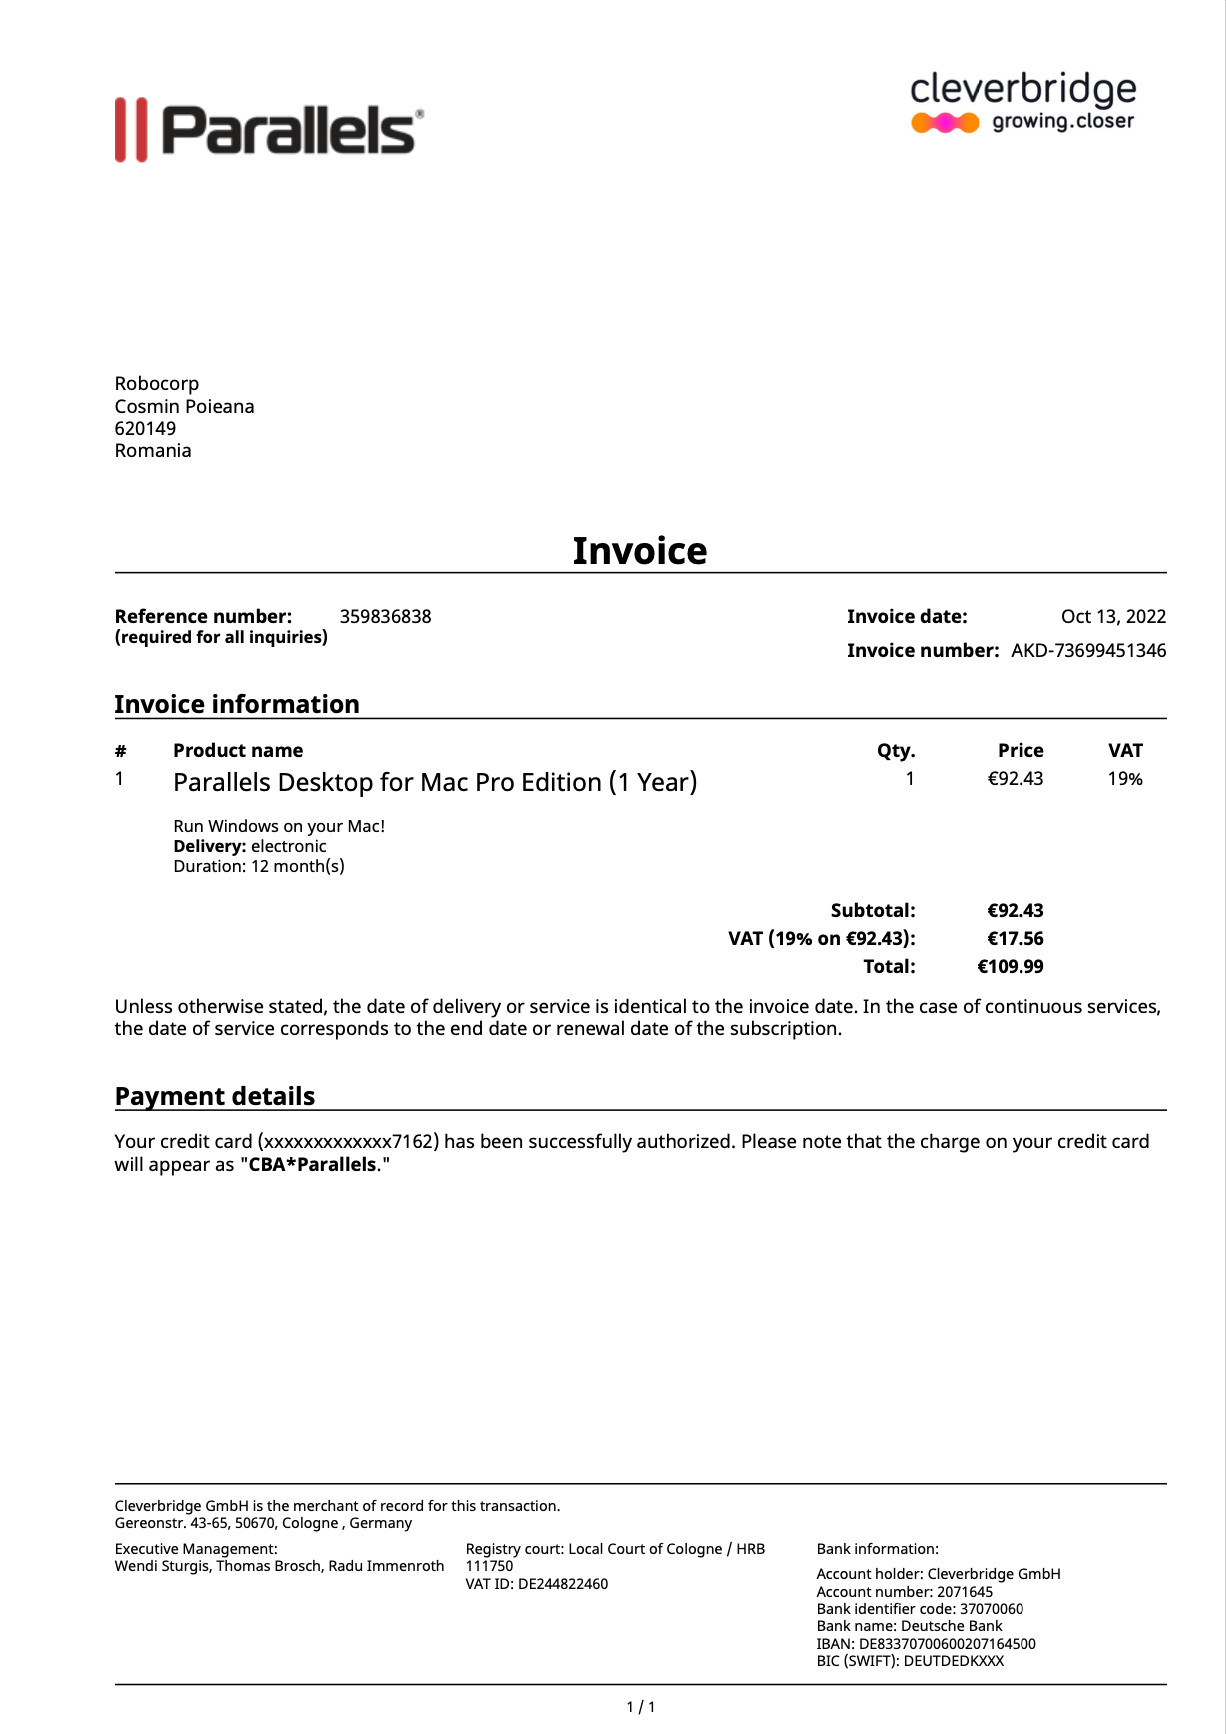 Parallels®
cleverbridge
growing.closer
Robocorp
Cosmin Poieana
620149
Romania
Invoice
Reference number: 359836838
(required for all inquiries)
Invoice date: Oct 13, 2022
Invoice number: AKD-73699451346
Invoice information
# Product name Qty. Price VAT
1 Parallels Desktop for Mac Pro Edition (1 Year) 1 €92.43 19%
Run Windows on your Mac!
Delivery: electronic
Duration: 12 month(s)
Subtotal: €92.43
VAT (19% on €92.43): €17.56
Total: €109.99
Unless otherwise stated, the date of delivery or service is identical to the invoice date. In the case of continuous services,
the date of service corresponds to the end date or renewal date of the subscription.
Payment details
Your credit card (xxxxxxxxxxxxx7162) has been successfully authorized. Please note that the charge on your credit card
will appear as "CBA*Parallels."
Cleverbridge GmbH is the merchant of record for this transaction.
Gereonstr. 43-65, 50670, Cologne , Germany
Executive Management:
Wendi Sturgis, Thomas Brosch, Radu Immenroth
Registry court: Local Court of Cologne / HRB
111750
VAT ID: DE244822460
Bank information:
Account holder: Cleverbridge GmbH
Account number: 2071645
Bank identifier code: 37070060
Bank name: Deutsche Bank
IBAN: DE83370700600207164500
BIC (SWIFT): DEUTDEDKXXX
1 / 1